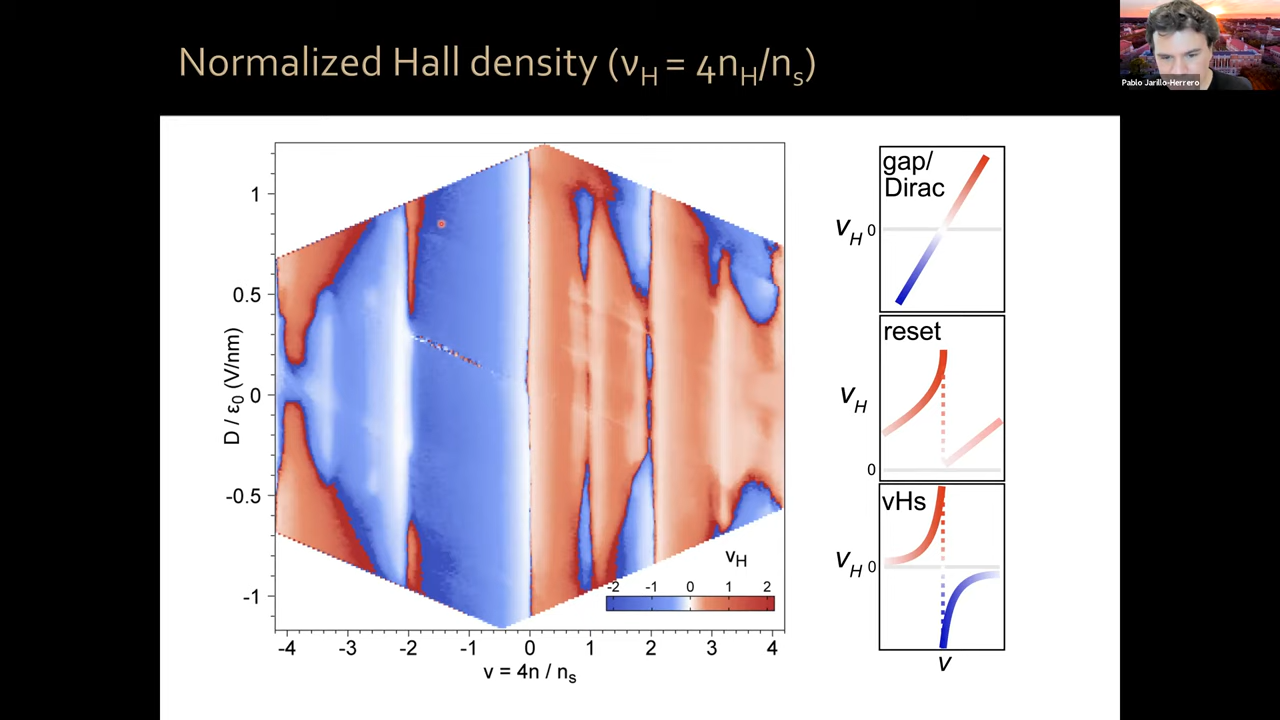 Normalized Hall density (νH = 4nH/ns)
Pablo Jarillo-Herrero
1
0.5
0
-0.5
-1
D / ε0 (V/nm)
-4 -3 -2 -1 0 1 2 3 4
ν = 4n / ns
νH
-2 -1 0 1 2
gap/
Dirac
νH 0
reset
νH
0
vHs
νH 0
ν